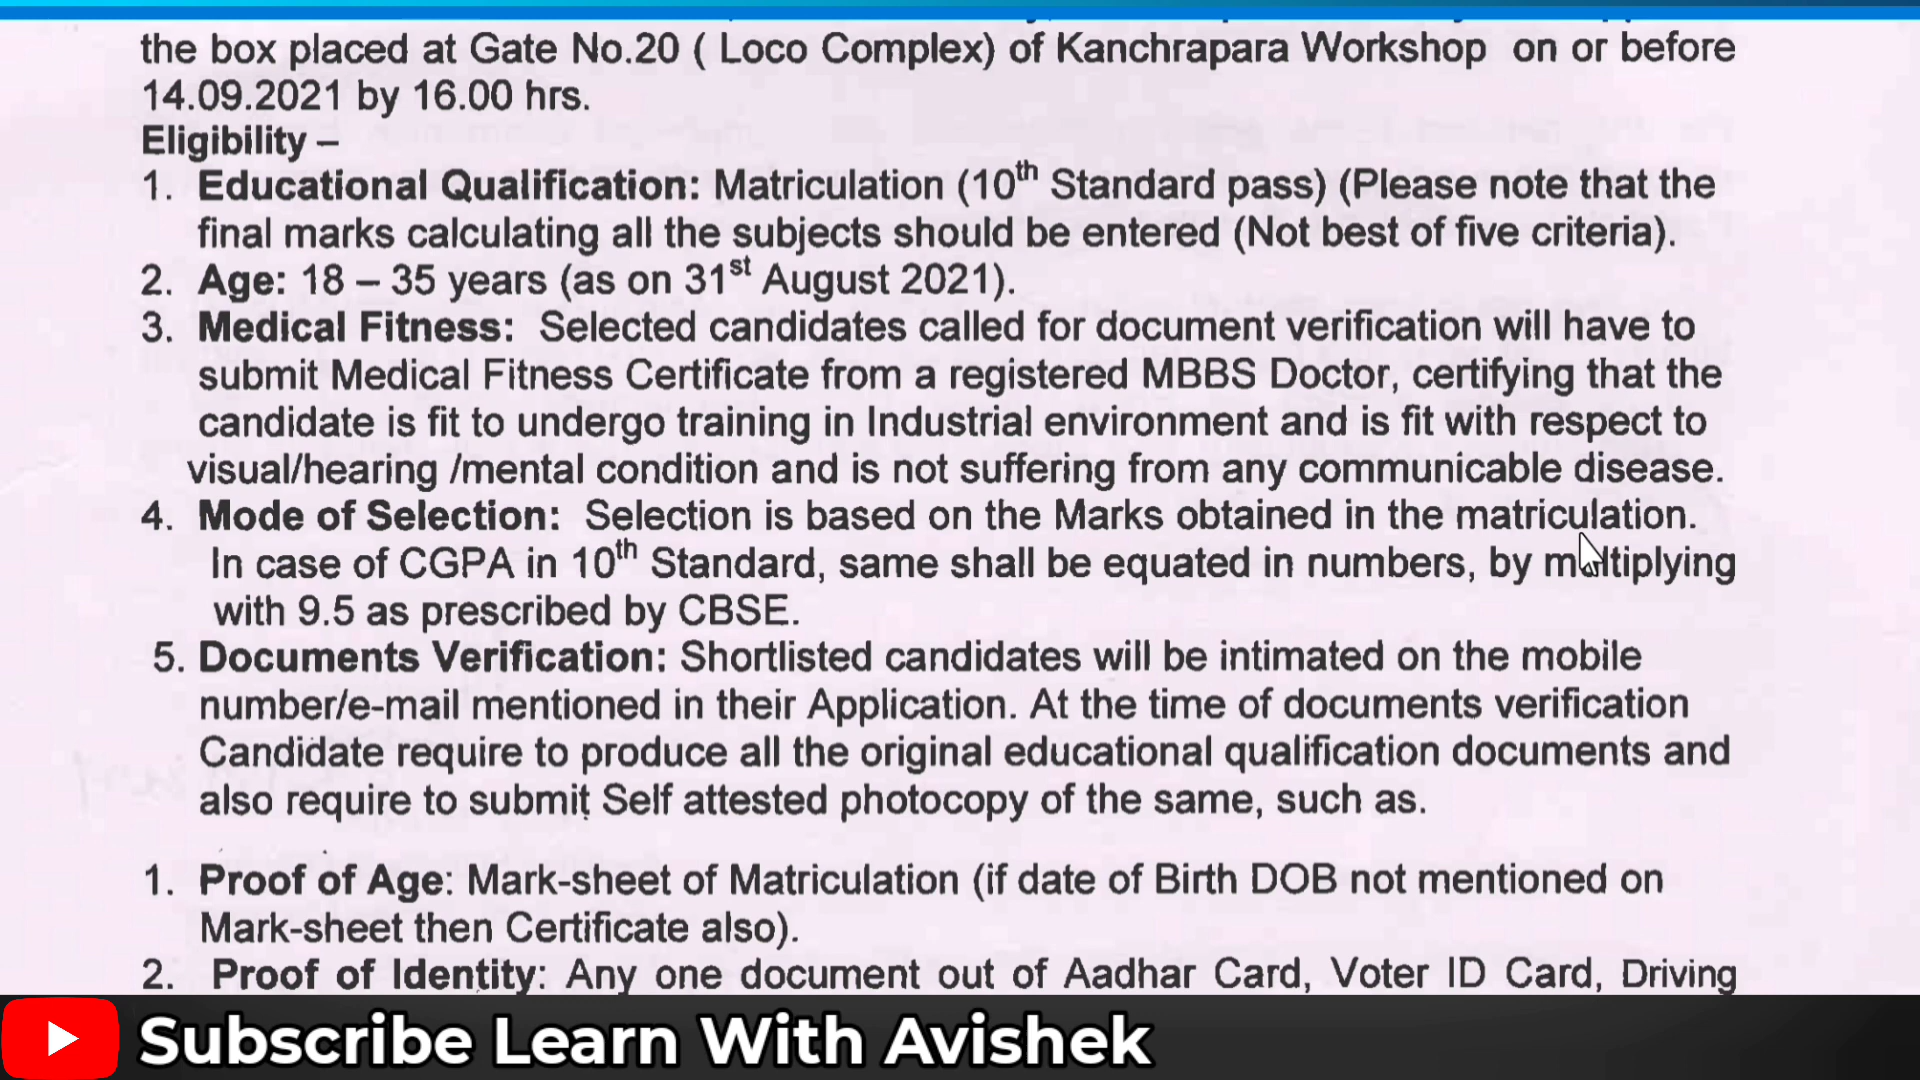 the box placed at Gate No.20 ( Loco Complex) of Kanchrapara Workshop on or before
14.09.2021 by 16.00 hrs.
Eligibility –
1. Educational Qualification: Matriculation (10th Standard pass) (Please note that the
final marks calculating all the subjects should be entered (Not best of five criteria).
2. Age: 18 – 35 years (as on 31st August 2021).
3. Medical Fitness: Selected candidates called for document verification will have to
submit Medical Fitness Certificate from a registered MBBS Doctor, certifying that the
candidate is fit to undergo training in Industrial environment and is fit with respect to
visual/hearing /mental condition and is not suffering from any communicable disease.
4. Mode of Selection: Selection is based on the Marks obtained in the matriculation.
In case of CGPA in 10th Standard, same shall be equated in numbers, by multiplying
with 9.5 as prescribed by CBSE.
5. Documents Verification: Shortlisted candidates will be intimated on the mobile
number/e-mail mentioned in their Application. At the time of documents verification
Candidate require to produce all the original educational qualification documents and
also require to submit Self attested photocopy of the same, such as.
1. Proof of Age: Mark-sheet of Matriculation (if date of Birth DOB not mentioned on
Mark-sheet then Certificate also).
2. Proof of Identity: Any one document out of Aadhar Card, Voter ID Card, Driving
Subscribe Learn With Avishek